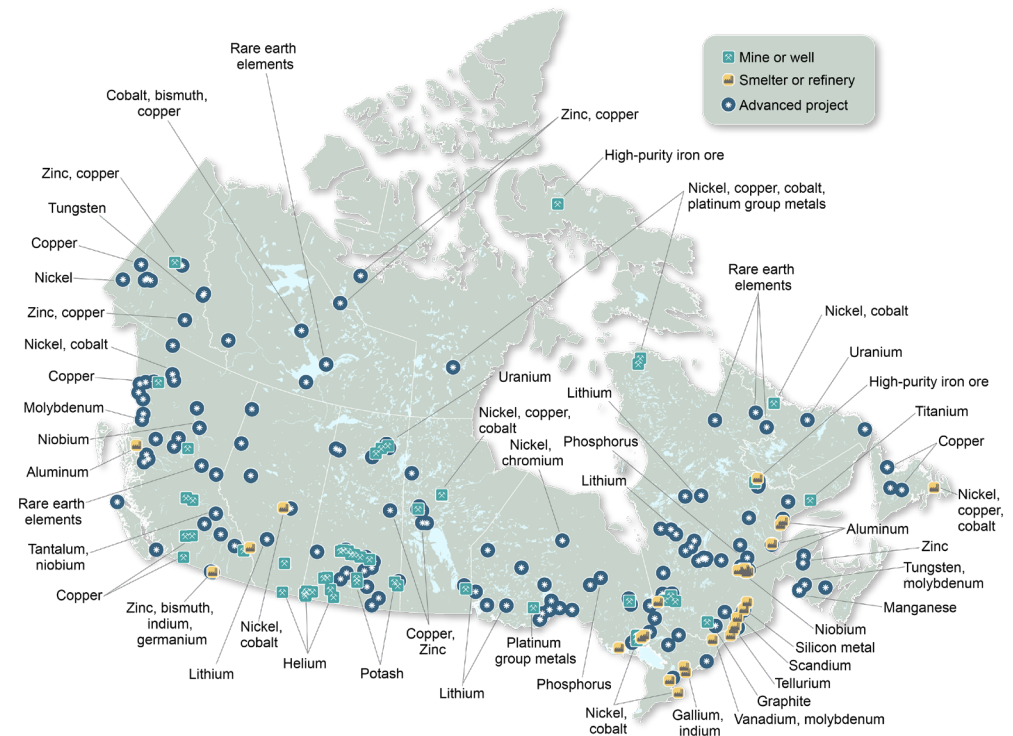 Rare earth
elements
Cobalt, bismuth,
copper
Zinc, copper
Tungsten
Copper
Nickel
Zinc, copper
Nickel, cobalt
Copper
Molybdenum
Niobium
Aluminum
Rare earth
elements
Tantalum,
niobium
Copper
Zinc, bismuth,
indium,
germanium
Lithium
Nickel,
cobalt
Helium
Potash
Copper,
Zinc
Lithium
Platinum
group metals
Phosphorus
Nickel,
cobalt
Gallium,
indium
Vanadium, molybdenum
Graphite
Tellurium
Scandium
Silicon metal
Niobium
Manganese
Tungsten,
molybdenum
Zinc
Aluminum
Nickel,
copper,
cobalt
Copper
Titanium
High-purity iron ore
Uranium
Nickel, cobalt
Rare earth
elements
Lithium
Phosphorus
Lithium
Uranium
Nickel, copper,
cobalt
Nickel,
chromium
Nickel, copper, cobalt,
platinum group metals
High-purity iron ore
Zinc, copper
Mine or well
Smelter or refinery
Advanced project